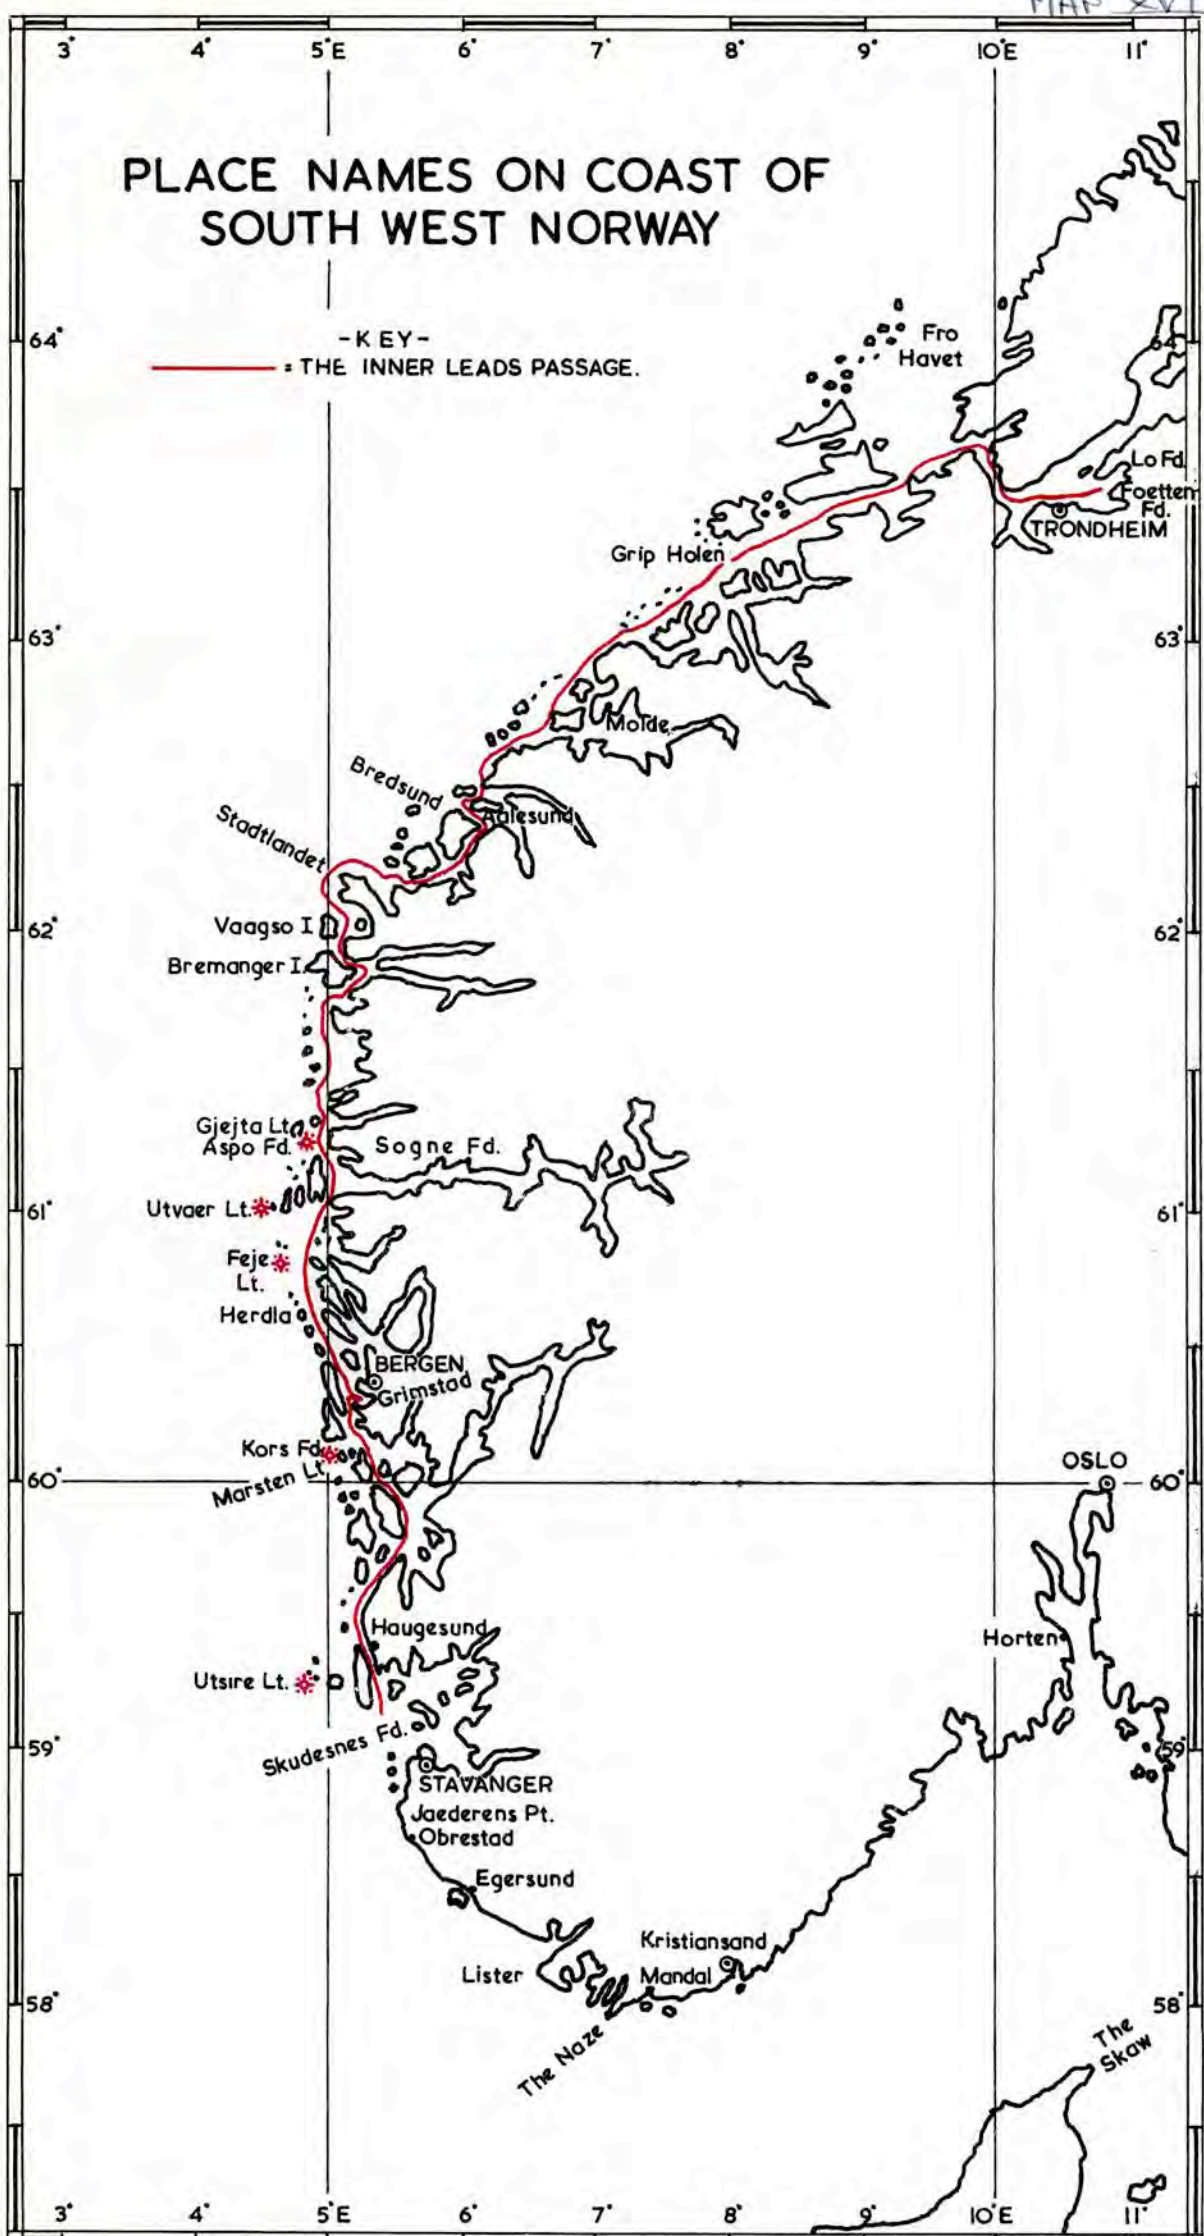 MAP XVI
3° 4° 5°E 6° 7° 8° 9° 10°E 11°
PLACE NAMES ON COAST OF
SOUTH WEST NORWAY
-KEY-
= THE INNER LEADS PASSAGE.
64° 64°
Fro
Havet
Lo Fd.
Foetten
Fd.
TRONDHEIM
Grip Holen
63° 63°
Molde
Bredsund
Aalesund
Stadtlandet
62° 62°
Vaagso I
Bremanger I.
Gjejta Lt.
Aspo Fd.
Sogne Fd.
Utvaer Lt.
61° 61°
Feje
Lt.
Herdla
BERGEN
Grimstad
Kors Fd.
Marsten Lt.
OSLO
60° 60°
Haugesund
Horten
Utsire Lt.
Skudesnes Fd.
59° 59°
STAVANGER
Jaederens Pt.
Obrestad
Egersund
Kristiansand
Lister
Mandal
58° 58°
The Naze
The
Skaw
3° 4° 5°E 6° 7° 8° 9° 10°E 11°